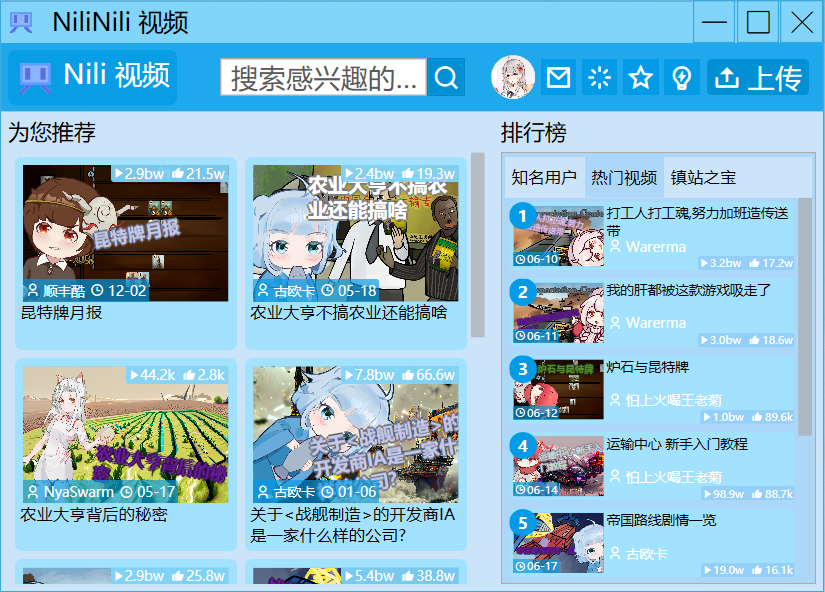 NiliNili 视频
Nili 视频
搜索感兴趣的...
上传
为您推荐
2.9bw 21.5w
昆特牌月报
顺丰酷 12-02
昆特牌月报
2.4bw 19.3w
农业大亨不搞农
业还能搞啥
古欧卡 05-18
农业大亨不搞农业还能搞啥
44.2k 2.8k
农业大亨背后的秘
密
NyaSwarm 05-17
农业大亨背后的秘密
7.8bw 66.6w
关于<战舰制造>的
开发商IA是一家什
公司?
古欧卡 01-06
关于<战舰制造>的开发商IA
是一家什么样的公司?
2.9bw 25.8w
5.4bw 38.8w
排行榜
知名用户 热门视频 镇站之宝
1
打工人打工魂,努力加班造传送
带
Warerma
06-10
3.2bw 17.2w
2
我的肝都被这款游戏吸走了
Warerma
06-11
3.0bw 18.6w
3
炉石与昆特牌
炉石与昆特牌
怕上火喝王老菊
06-12
1.0bw 89.6k
4
运输中心 新手入门教程
怕上火喝王老菊
06-14
98.9w 88.7k
5
帝国路线剧情一览
古欧卡
06-17
19.0w 16.1k